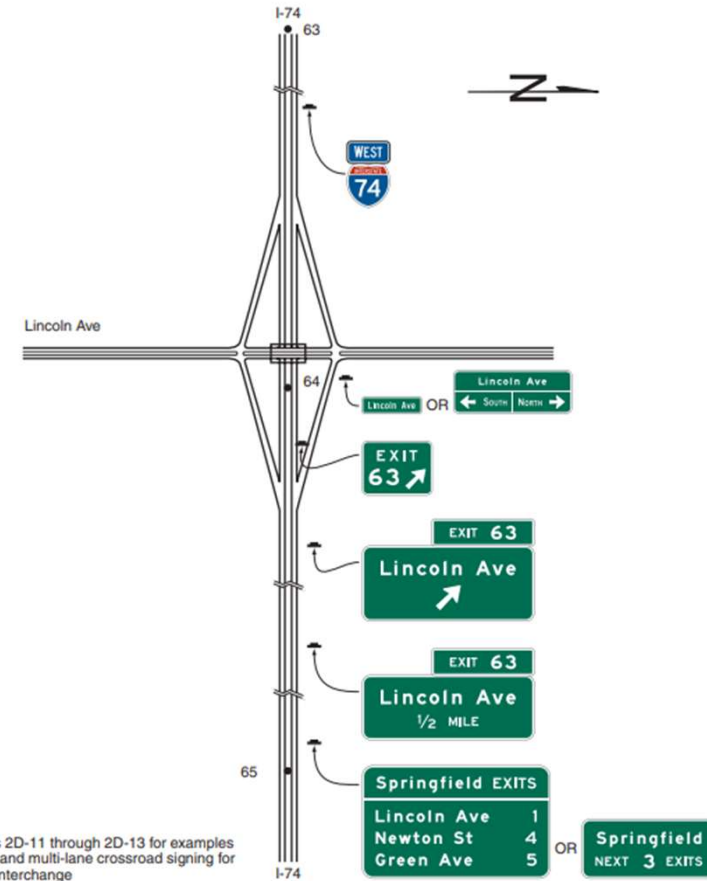 I-74
63
N
WEST
INTERSTATE
74
Lincoln Ave
64
Lincoln Ave OR Lincoln Ave
← SOUTH NORTH →
EXIT
63
EXIT 63
Lincoln Ave
EXIT 63
Lincoln Ave
1/2 MILE
65
Springfield EXITS
Lincoln Ave 1
Newton St 4
Green Ave 5
OR
Springfield
NEXT 3 EXITS
2D-11 through 2D-13 for examples
and multi-lane crossroad signing for
nterchange
I-74